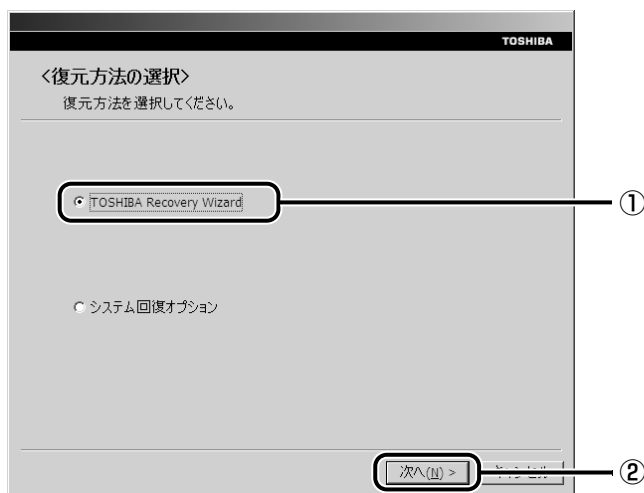 TOSHIBA
<復元方法の選択>
復元方法を選択してください。
TOSHIBA Recovery Wizard
①
システム回復オプション
次へ(N) >
②